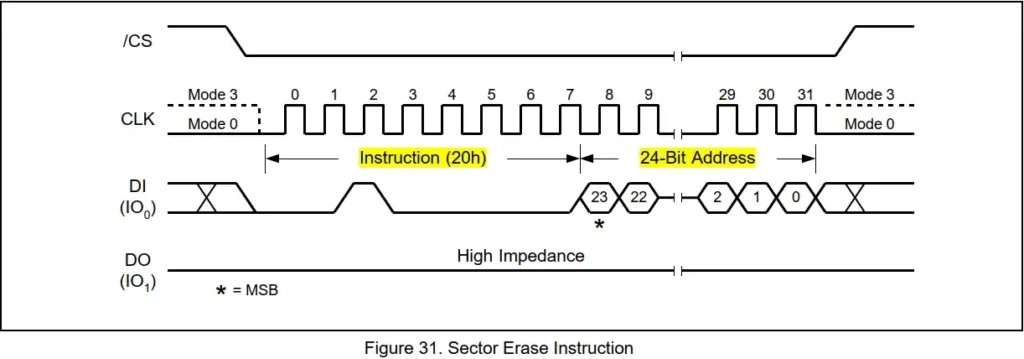 /CS
Mode 3 0 1 2 3 4 5 6 7 8 9 29 30 31 Mode 3
CLK
Mode 0 Mode 0
Instruction (20h) 24-Bit Address
DI
(IO0)
23 22 2 1 0
*
High Impedance
DO
(IO1)
* = MSB
Figure 31. Sector Erase Instruction